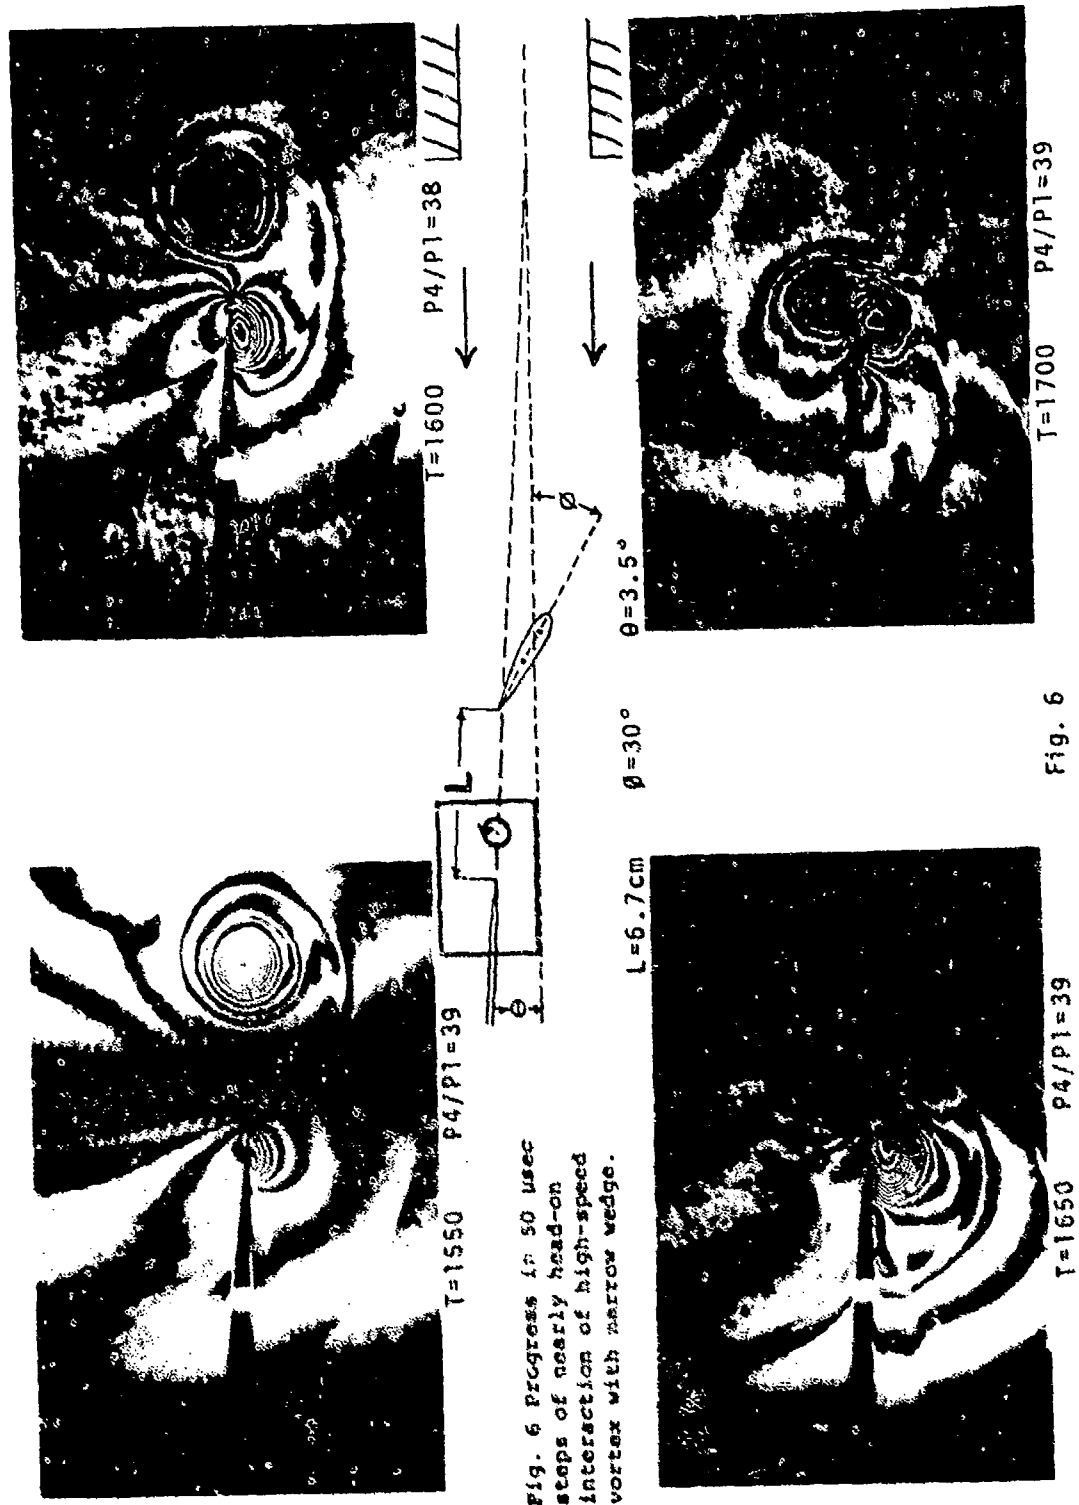 T=1550 P4/P1=39
T=1600 P4/P1=38
Fig. 6 Progress in 50 usec
steps of nearly head-on
interaction of high-speed
vortex with narrow wedge.
θ
L
Ø
L=6.7cm Ø=30° θ=3.5°
T=1650 P4/P1=39
T=1700 P4/P1=39
Fig. 6